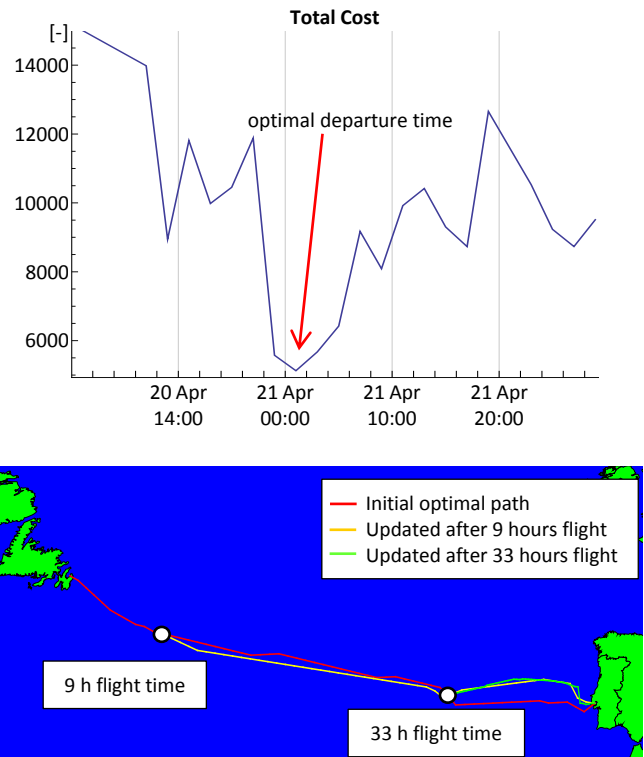 Total Cost
[-]
14000
12000
optimal departure time
10000
8000
6000
20 Apr 21 Apr 21 Apr 21 Apr
14:00 00:00 10:00 20:00
Initial optimal path
Updated after 9 hours flight
Updated after 33 hours flight
9 h flight time
33 h flight time